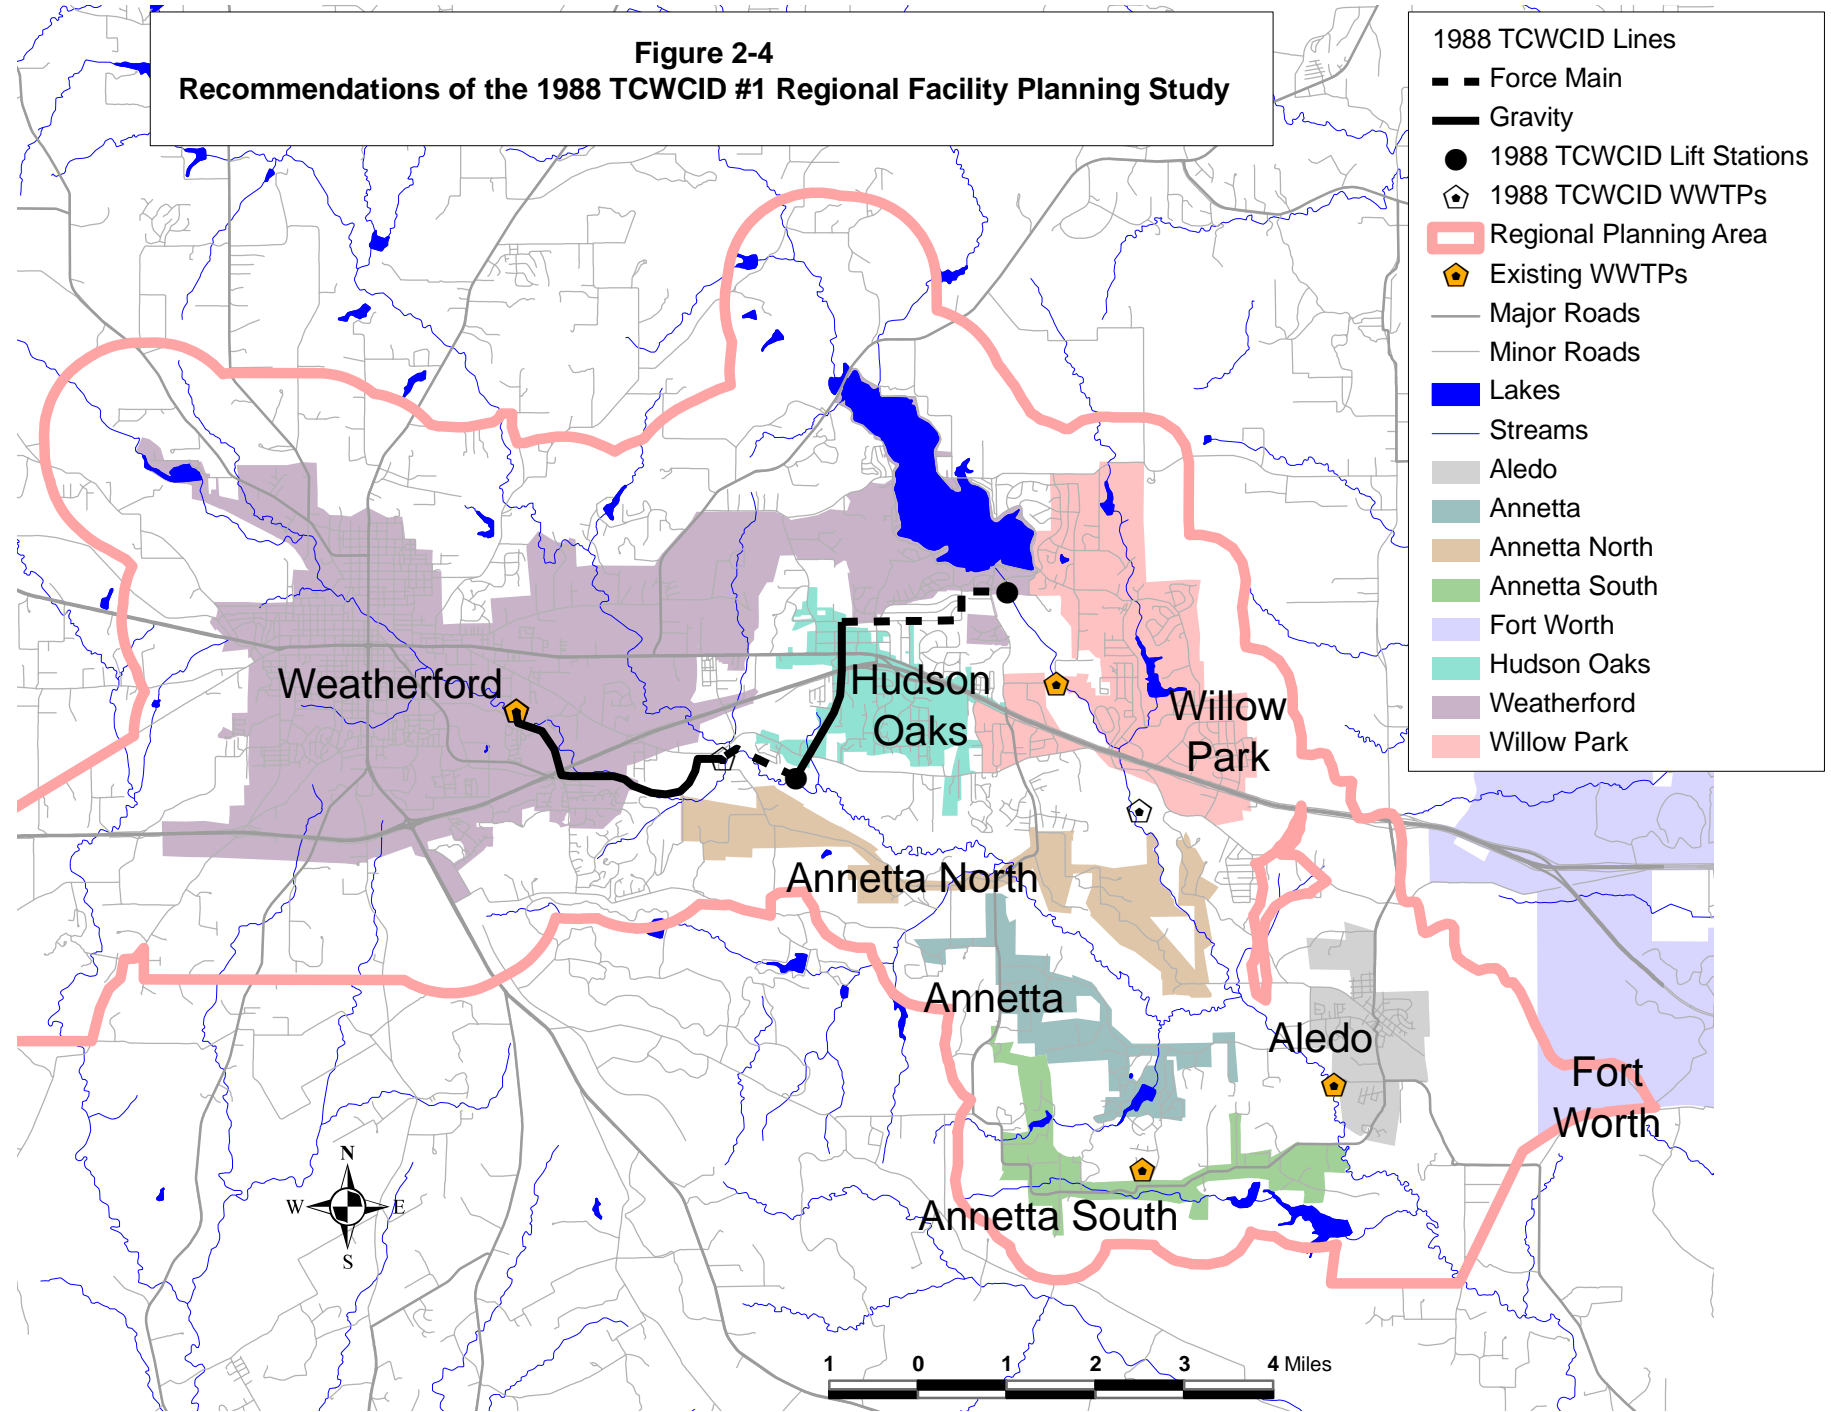 Figure 2-4
Recommendations of the 1988 TCWCID #1 Regional Facility Planning Study
1988 TCWCID Lines
Force Main
Gravity
1988 TCWCID Lift Stations
1988 TCWCID WWTPs
Regional Planning Area
Existing WWTPs
Major Roads
Minor Roads
Lakes
Streams
Aledo
Annetta
Annetta North
Annetta South
Fort Worth
Hudson Oaks
Weatherford
Willow Park
Weatherford
Hudson
Oaks
Willow
Park
Annetta North
Annetta
Aledo
Fort
Worth
Annetta South
N
W E
S
1 0 1 2 3 4 Miles